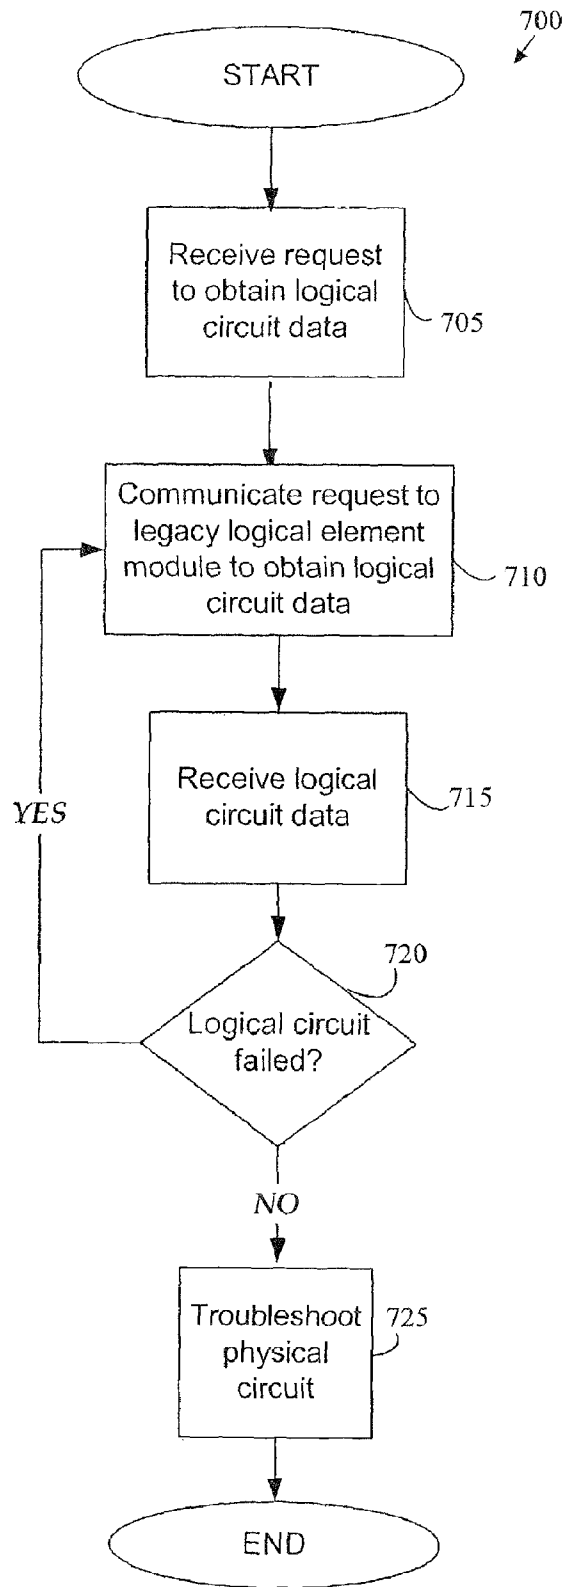 700
START
Receive request
to obtain logical
circuit data
705
Communicate request to
legacy logical element
module to obtain logical
circuit data
710
Receive logical
circuit data
715
YES
720
Logical circuit
failed?
NO
Troubleshoot
physical
circuit
725
END